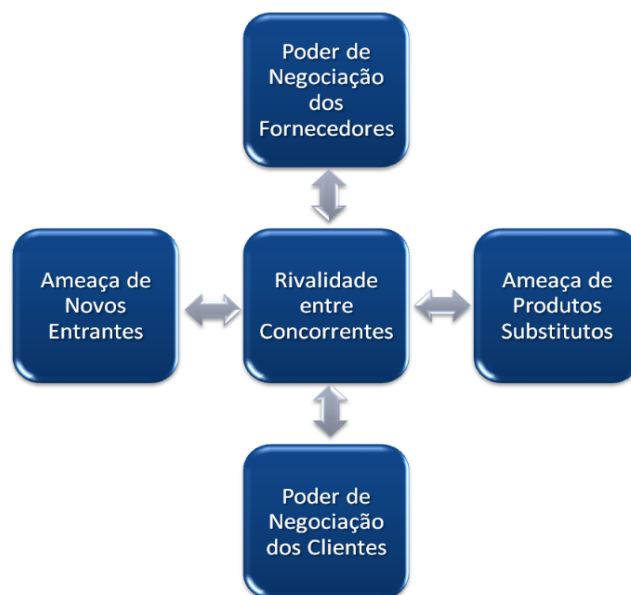 Poder de
Negociação
dos
Fornecedores
Ameaça de
Novos
Entrantes
Rivalidade
entre
Concorrentes
Ameaça de
Produtos
Substitutos
Poder de
Negociação
dos Clientes